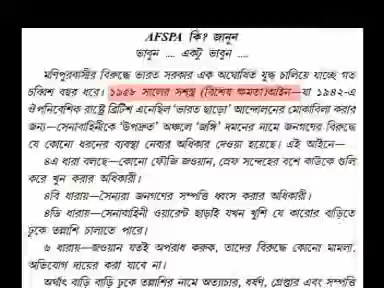 AFSPA কি? জানুন
ভাবুন .... একটু ভাবুন ....
মণিপুরবাসীর বিরুদ্ধে ভারত সরকার এক অঘোষিত যুদ্ধ চালিয়ে যাচ্ছে গত
চব্বিশ বছর ধরে। ১৯৫৮ সালের সশস্ত্র (বিশেষ ক্ষমতা)আইন—যা ১৯৪২-এ
ঔপনিবেশিক রাষ্ট্রে ব্রিটিশ এনেছিল ‘ভারত ছাড়ো’ আন্দোলনের মোকাবিলা করার
জন্য—সেনাবাহিনীকে ‘উপদ্রুত’ অঞ্চলে ‘জঙ্গি’ দমনের নামে জনগণের বিরুদ্ধে
যে কোনো ধরনের ব্যবস্থা নেবার অধিকার দেওয়া হয়েছে। এই আইনে—
৪এ ধারা বলছে—কোনো ফৌজি জওয়ান, স্রেফ সন্দেহের বশে কাউকে গুলি
করে খুন করার অধিকারী।
৪বি ধারায়—সৈন্যরা জনগণের সম্পত্তি ধ্বংস করার অধিকারী।
৪ডি ধারায়—সেনাবাহিনী ওয়ারেন্ট ছাড়াই যখন খুশি যে কারোর বাড়িতে
ঢুকে তল্লাশি চালাতে পারে।
৬ ধারায়—জওয়ান যতই অপরাধ করুক, তাদের বিরুদ্ধে কোনো মামলা,
অভিযোগ দায়ের করা যাবে না।
অর্থাৎ বাড়ি বাড়ি ঢুকে তল্লাশির নামে অত্যাচার, ধর্ষণ, গ্রেপ্তার এবং সম্পত্তি